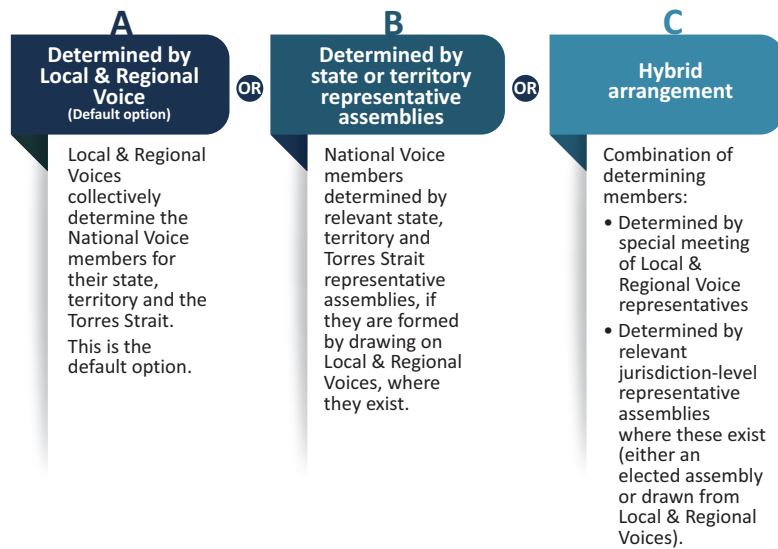 A
Determined by
Local & Regional
Voice
(Default option)
Local & Regional
Voices
collectively
determine the
National Voice
members for
their state,
territory and the
Torres Strait.
This is the
default option.
OR
B
Determined by
state or territory
representative
assemblies
National Voice
members
determined by
relevant state,
territory and
Torres Strait
representative
assemblies, if
they are formed
by drawing on
Local & Regional
Voices, where
they exist.
OR
C
Hybrid
arrangement
Combination of
determining
members:
• Determined by
special meeting
of Local &
Regional Voice
representatives
• Determined by
relevant
jurisdiction-level
representative
assemblies
where these exist
(either an
elected assembly
or drawn from
Local & Regional
Voices).